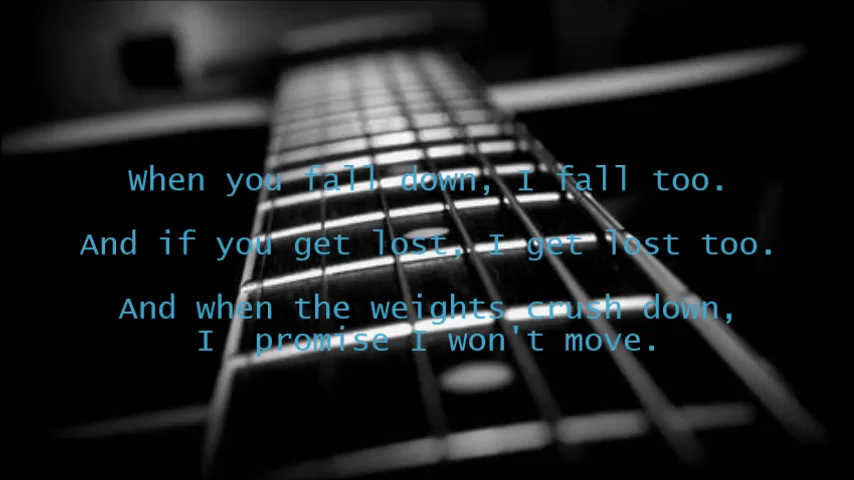 When you fall down, I fall too.
And if you get lost, I get lost too.
And when the weights crush down,
I promise I won't move.